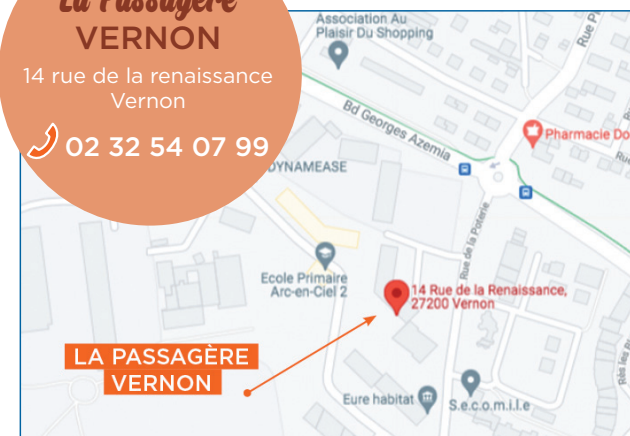 La Passagère
VERNON
14 rue de la renaissance
Vernon
02 32 54 07 99
Association Au
Plaisir Du Shopping
Bd Georges Azemia
Pharmacie Do
DYNAMEASE
Rue de la Poterie
Ecole Primaire
Arc-en-Ciel 2
14 Rue de la Renaissance,
27200 Vernon
LA PASSAGÈRE
VERNON
Eure habitat
S.e.c.o.m.i.l.e